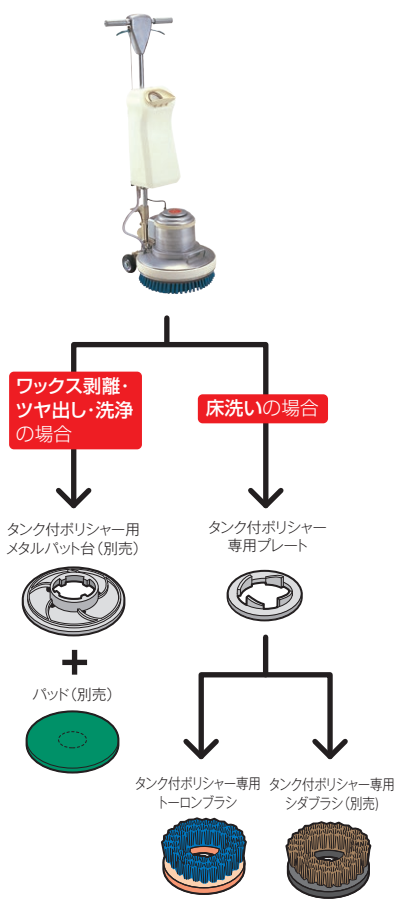 ワックス剥離・
ツヤ出し・洗浄
の場合
床洗いの場合
タンク付ポリシャー用
メタルパット台（別売）
タンク付ポリシャー
専用プレート
パッド（別売）
タンク付ポリシャー専用
トーロンブラシ
タンク付ポリシャー専用
シダブラシ（別売）